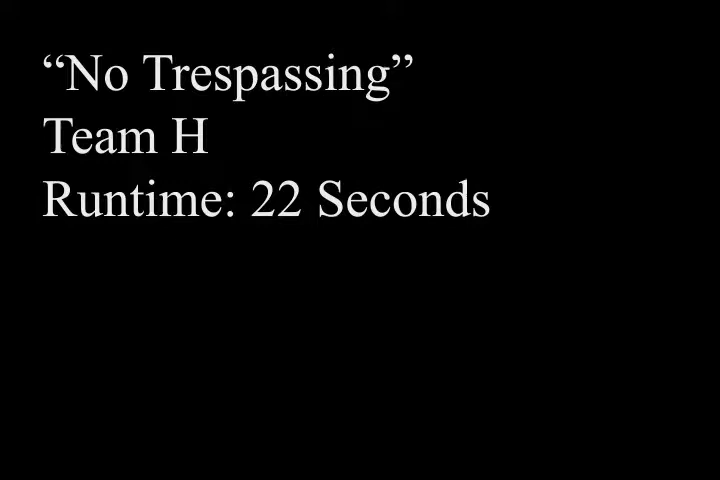 “No Trespassing”
Team H
Runtime: 22 Seconds